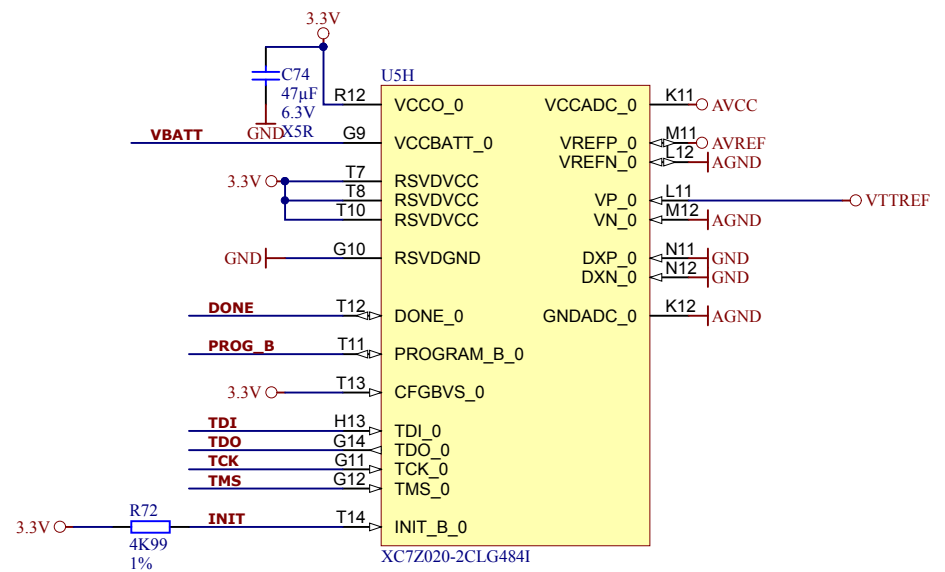 3.3V
C74
47µF
6.3V
X5R
GND
U5H
R12
VCCO_0
VBATT
G9
VCCBATT_0
3.3V
T7
RSVDVCC
T8
RSVDVCC
T10
RSVDVCC
GND
G10
RSVDGND
DONE
T12
DONE_0
PROG_B
T11
PROGRAM_B_0
3.3V
T13
CFGBVS_0
TDI
H13
TDI_0
TDO
G14
TDO_0
TCK
G11
TCK_0
TMS
G12
TMS_0
3.3V
R72
4K99
1%
INIT
T14
INIT_B_0
VCCADC_0
K11
AVCC
VREFP_0
M11
AVREF
VREFN_0
L12
AGND
VP_0
L11
VTTREF
VN_0
M12
AGND
DXP_0
N11
GND
DXN_0
N12
GND
GNDADC_0
K12
AGND
XC7Z020-2CLG484I